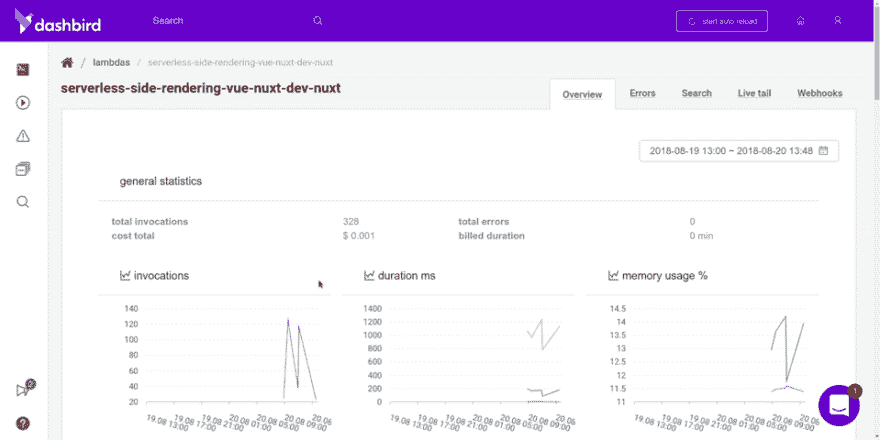 dashbird
Search
start auto reload
/ lambdas / serverless-side-rendering-vue-nuxt-dev-nuxt
serverless-side-rendering-vue-nuxt-dev-nuxt
Overview
Errors
Search
Live tail
Webhooks
2018-08-19 13:00 ~ 2018-08-20 13:48
general statistics
total invocations 328 total errors 0
cost total $ 0.001 billed duration 0 min
invocations
140
120
100
80
60
40
20
19.08 13:00
19.08 17:00
19.08 21:00
20.08 01:00
20.08 05:00
20.08 09:00
duration ms
1400
1200
1000
800
600
400
200
0
19.08 13:00
19.08 17:00
19.08 21:00
20.08 01:00
20.08 05:00
20.08 09:00
memory usage %
14.5
14
13.5
13
12.5
12
11.5
11
19.08 13:00
19.08 17:00
19.08 21:00
20.08 01:00
20.08 05:00
20.08 09:00
2
?
1